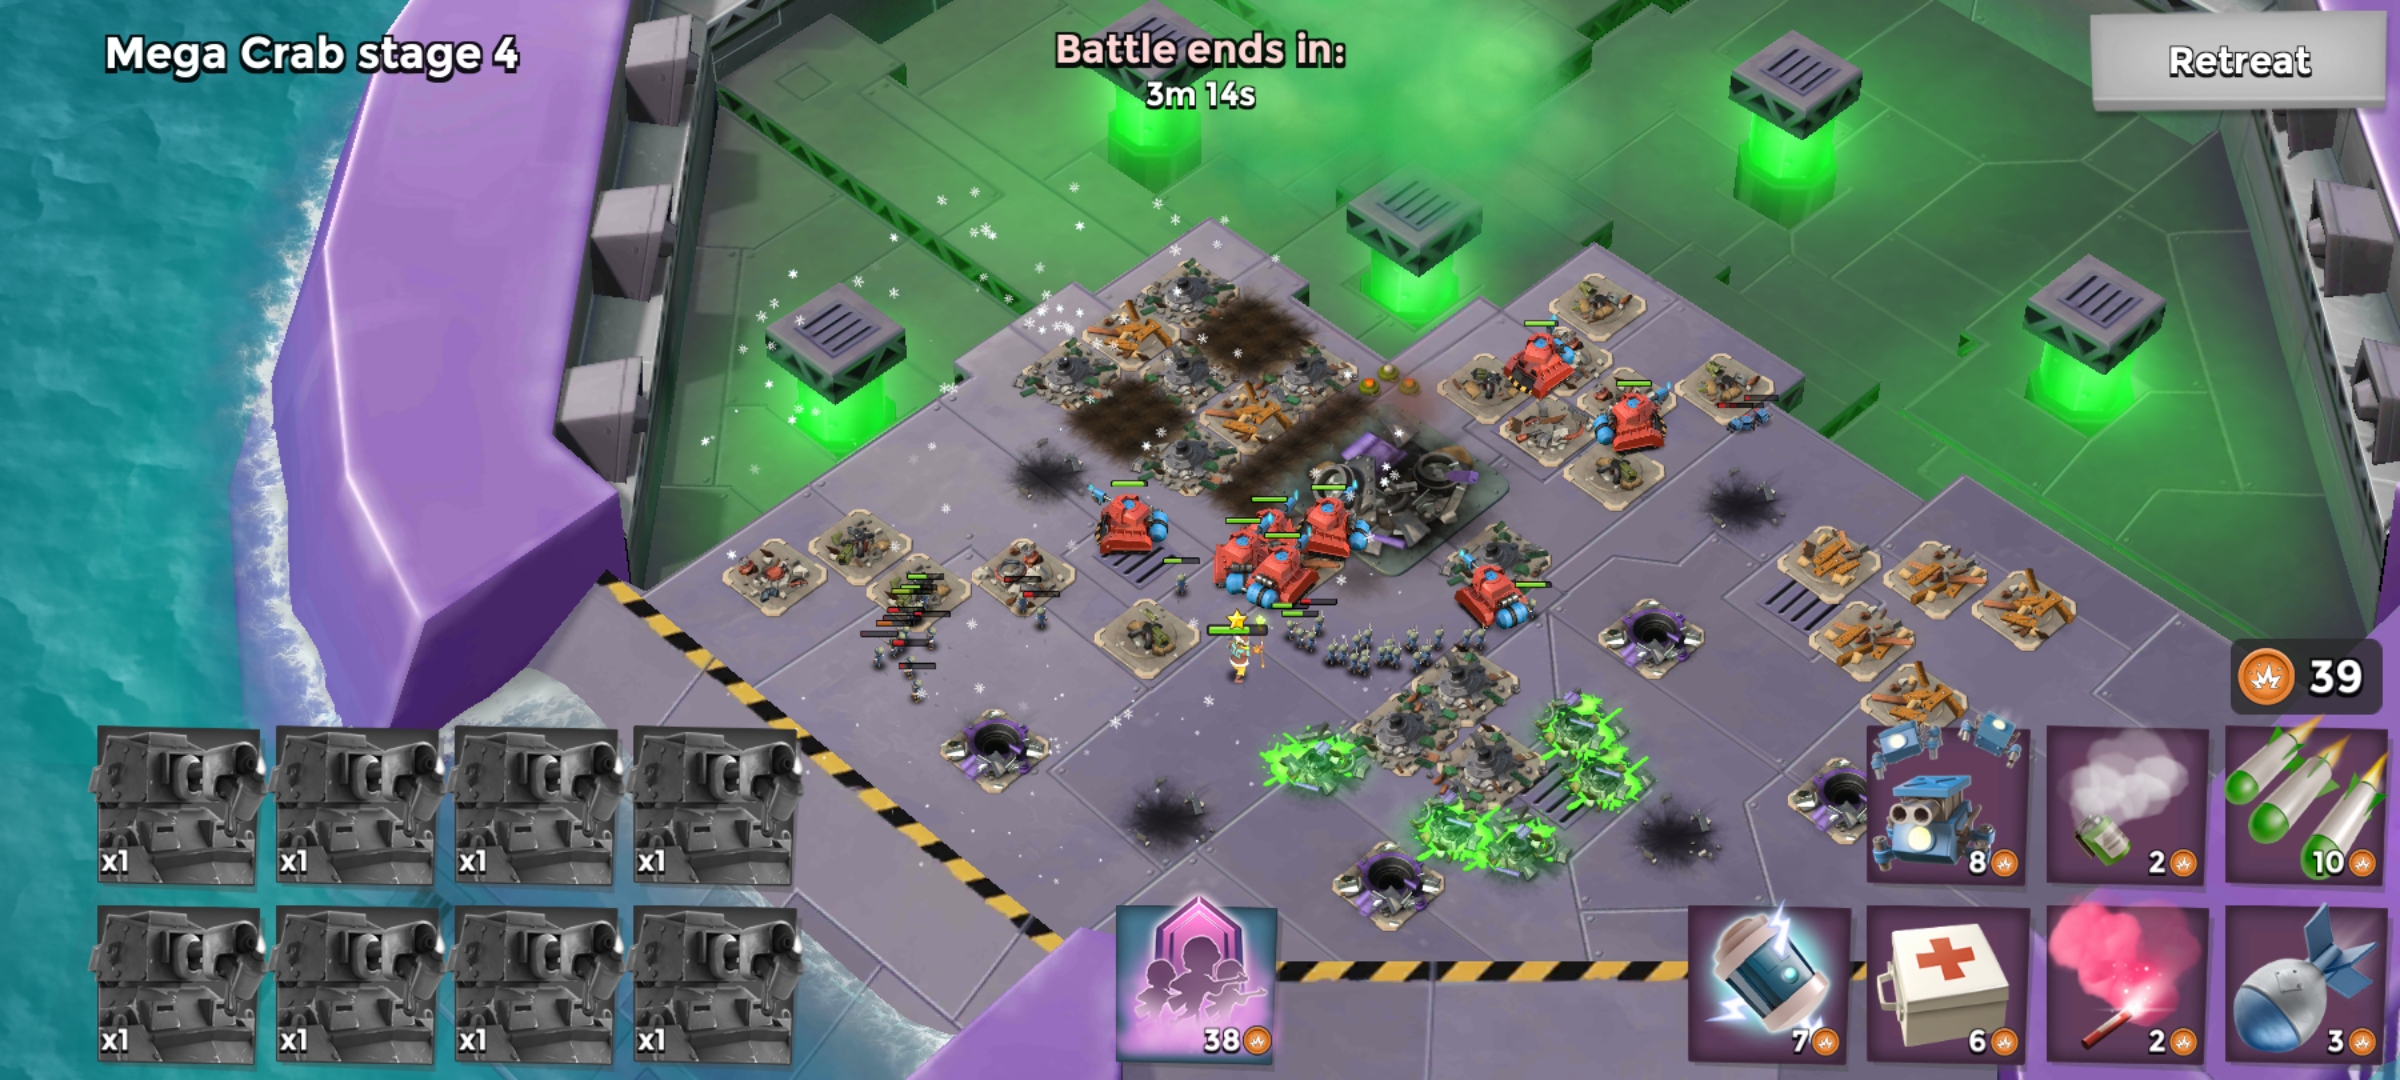 Mega Crab stage 4
Battle ends in:
3m 14s
Retreat
39
x1
x1
x1
x1
8
2
10
x1
x1
x1
x1
38
7
6
2
3